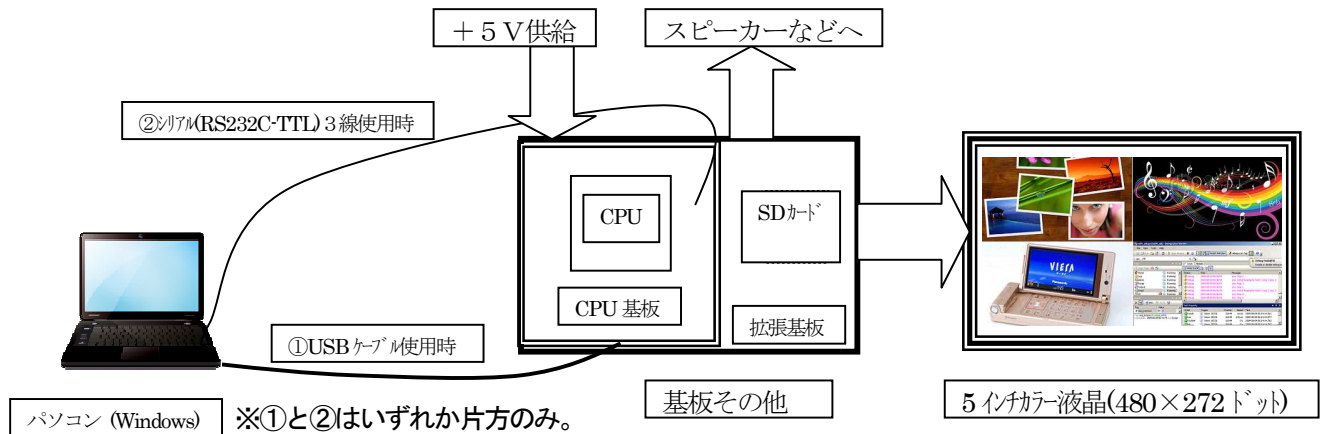 +5V供給
スピーカーなどへ
②ｼﾘｱﾙ(RS232C-TTL)３線使用時
CPU
SDｶｰﾄﾞ
CPU 基板
拡張基板
①USB ｹｰﾌﾞﾙ使用時
VIERA
基板その他
5 ｲﾝﾁｶﾗｰ液晶(480×272 ﾄﾞｯﾄ)
パソコン (Windows)
※①と②はいずれか片方のみ。